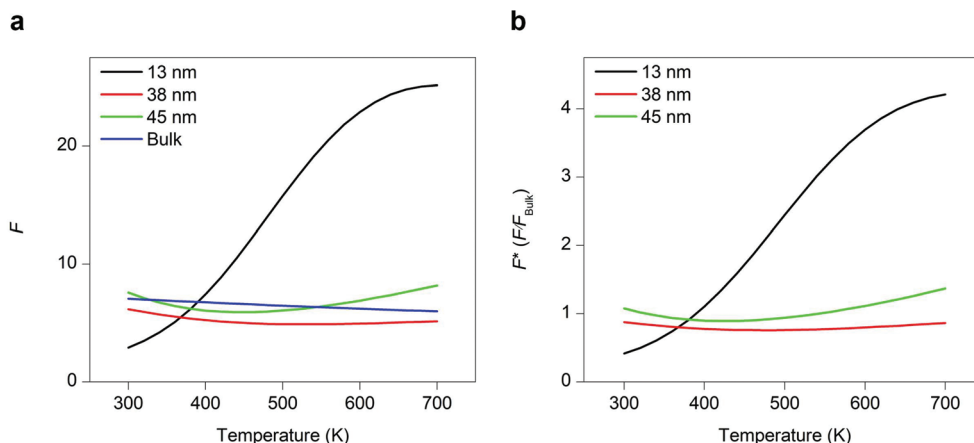 a
13 nm
38 nm
45 nm
Bulk
F
20
10
0
300 400 500 600 700
Temperature (K)
b
13 nm
38 nm
45 nm
F* (F/F_Bulk)
4
3
2
1
0
300 400 500 600 700
Temperature (K)